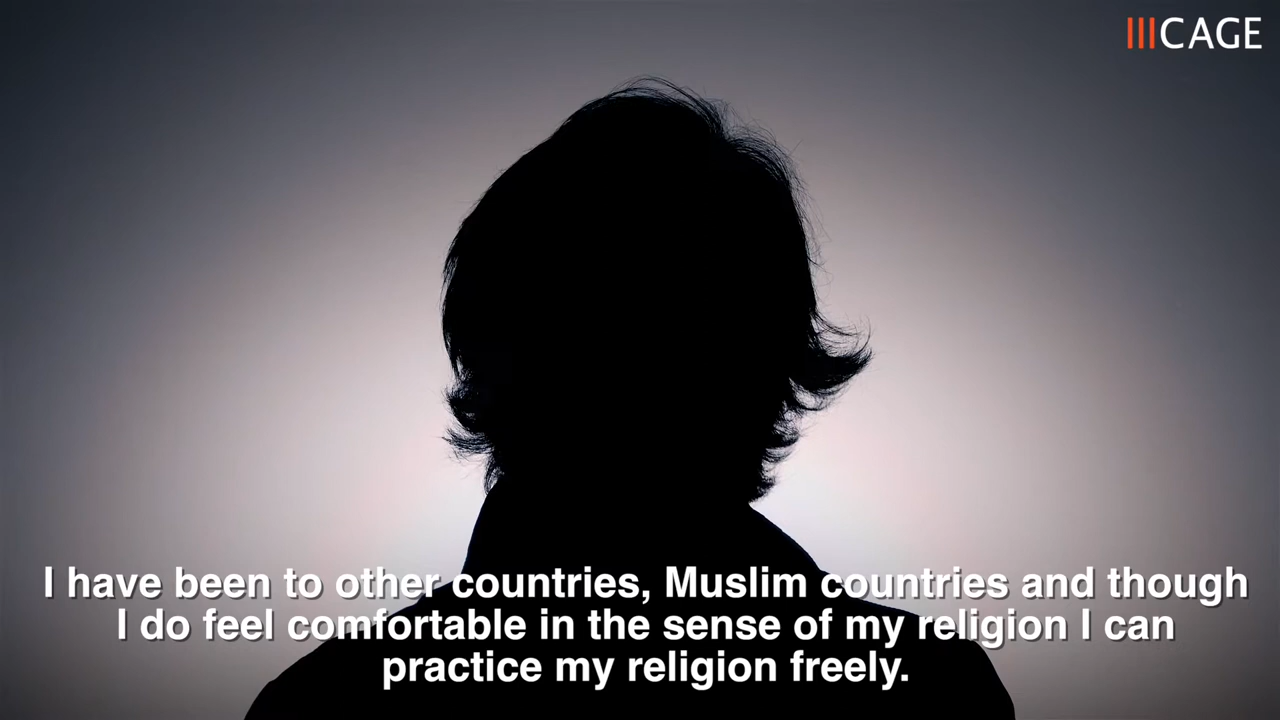 CAGE
I have been to other countries, Muslim countries and though
I do feel comfortable in the sense of my religion I can
practice my religion freely.